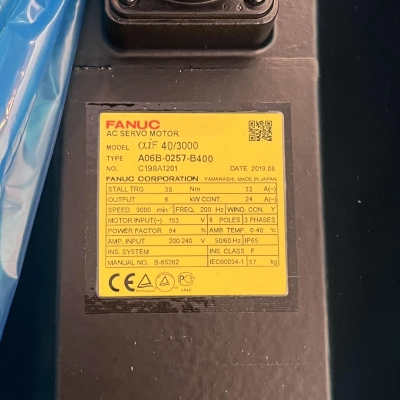 FANUC
AC SERVO MOTOR
MODEL αiF 40/3000
TYPE A06B-0257-B400
NO. C198A1201 DATE 2019.08
FANUC CORPORATION YAMANASHI, MADE IN JAPAN
STALL TRQ. 38 Nm 32 A(~)
OUTPUT 6 kW CONT. 24 A(~)
SPEED 3000 min⁻¹ FREQ. 200 Hz WIND. CON. Y
MOTOR INPUT(~) 153 V 8 POLES 3 PHASES
POWER FACTOR 94 % AMB. TEMP. 0-40 °C
AMP. INPUT 200-240 V 50/60 Hz IP65
INS. SYSTEM INS. CLASS F
MANUAL NO. B-65262 IEC60034-1 57 kg
CE